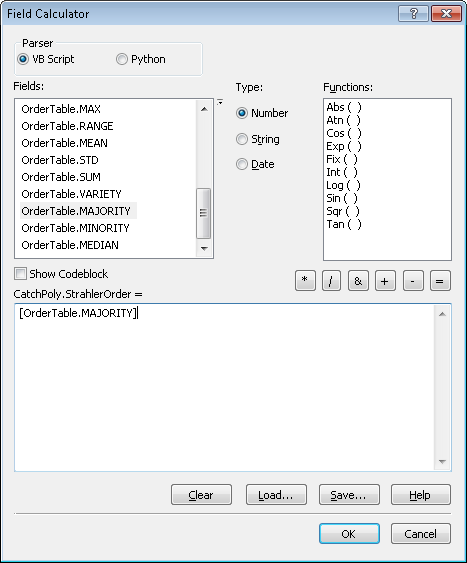 Field Calculator
Parser
VB Script
Python
Fields:
Type:
Functions:
OrderTable.MAX
OrderTable.RANGE
OrderTable.MEAN
OrderTable.STD
OrderTable.SUM
OrderTable.VARIETY
OrderTable.MAJORITY
OrderTable.MINORITY
OrderTable.MEDIAN
Number
String
Date
Abs ( )
Atn ( )
Cos ( )
Exp ( )
Fix ( )
Int ( )
Log ( )
Sin ( )
Sqr ( )
Tan ( )
Show Codeblock
* / & + - =
CatchPoly.StrahlerOrder =
[OrderTable.MAJORITY]
Clear
Load...
Save...
Help
OK
Cancel